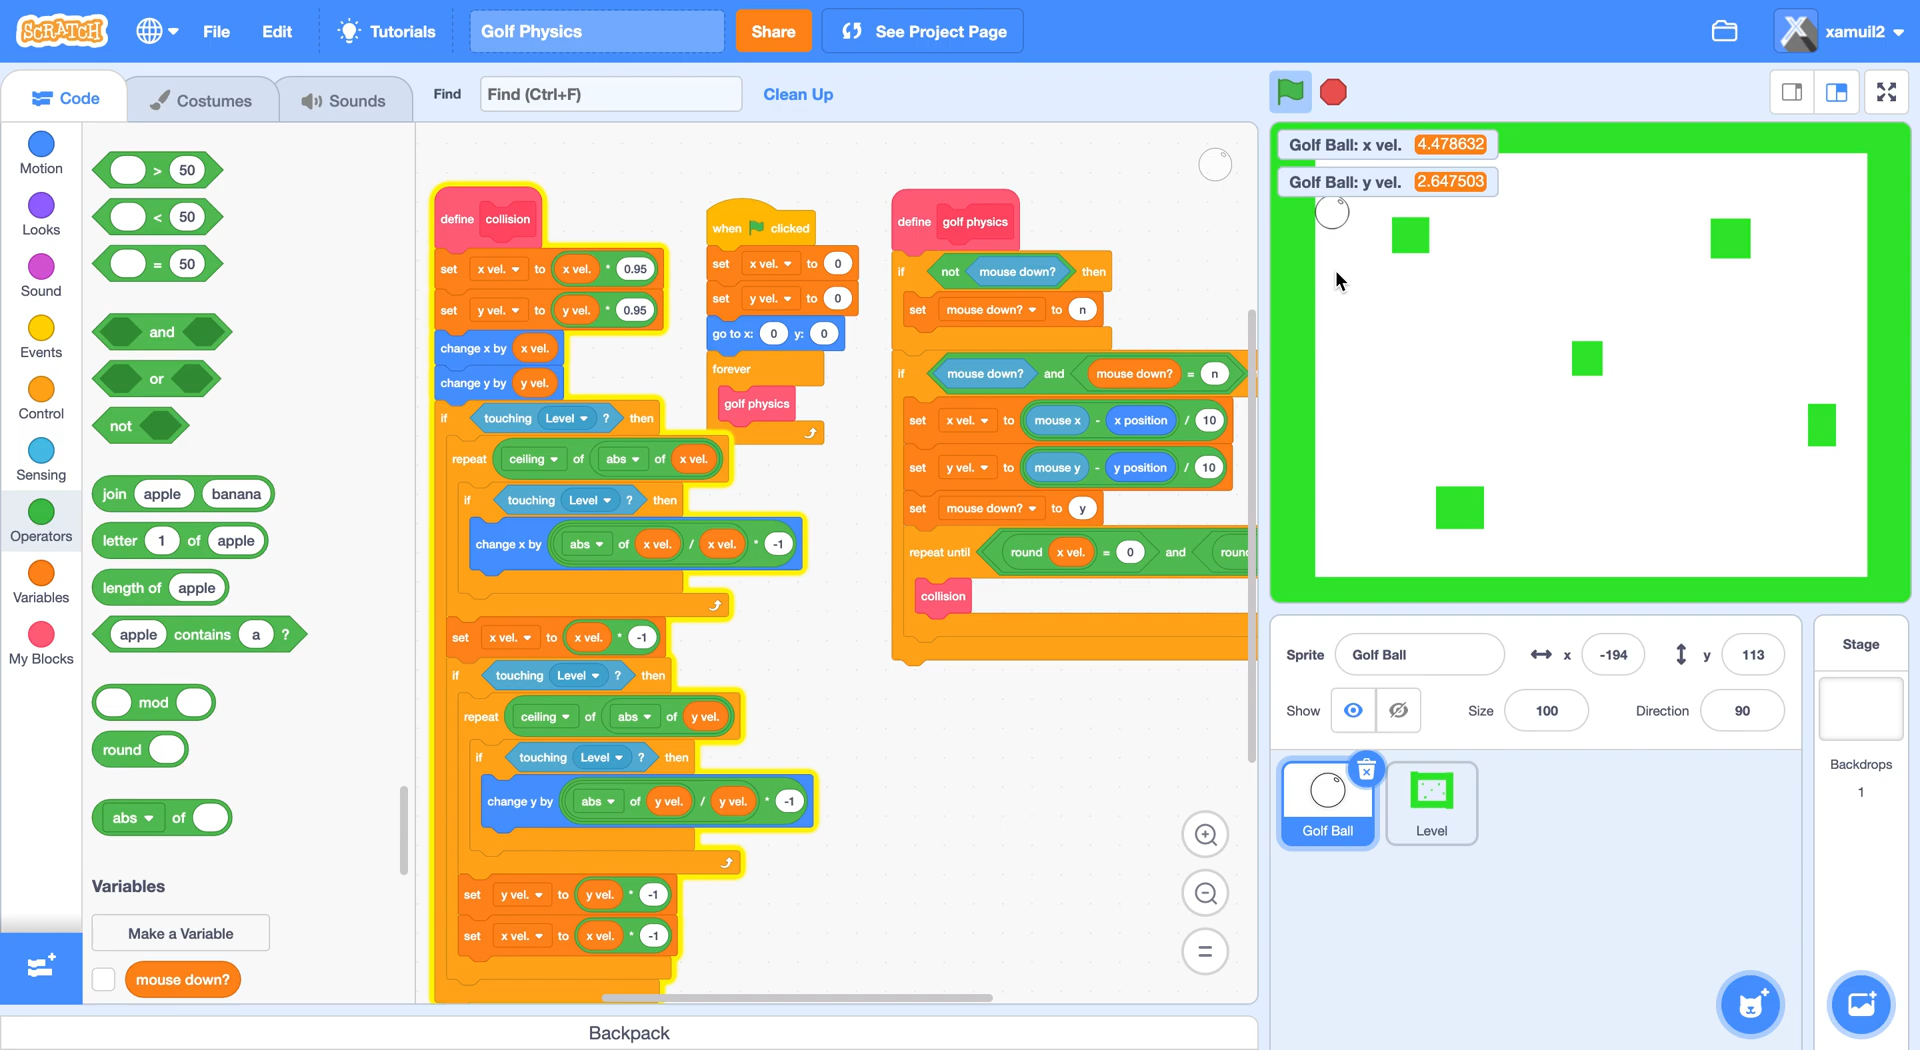 SCRATCH
File
Edit
Tutorials
Golf Physics
Share
See Project Page
xamuil2
Code
Costumes
Sounds
Find
Find (Ctrl+F)
Clean Up
Motion
Looks
Sound
Events
Control
Sensing
Operators
Variables
My Blocks
> 50
< 50
= 50
and
or
not
join apple banana
letter 1 of apple
length of apple
apple contains a ?
mod
round
abs of
Variables
Make a Variable
mouse down?
define collision
set x vel. to x vel. * 0.95
set y vel. to y vel. * 0.95
change x by x vel.
change y by y vel.
if touching Level ? then
repeat ceiling of abs of x vel.
if touching Level ? then
change x by abs of x vel. / x vel. * -1
set x vel. to x vel. * -1
if touching Level ? then
repeat ceiling of abs of y vel.
if touching Level ? then
change y by abs of y vel. / y vel. * -1
set y vel. to y vel. * -1
set x vel. to x vel. * -1
when clicked
set x vel. to 0
set y vel. to 0
go to x: 0 y: 0
forever
golf physics
define golf physics
if not mouse down? then
set mouse down? to n
if mouse down? and mouse down? = n
set x vel. to mouse x - x position / 10
set y vel. to mouse y - y position / 10
set mouse down? to y
repeat until round x vel. = 0 and
collision
Backpack
Golf Ball: x vel. 4.478632
Golf Ball: y vel. 2.647503
Sprite Golf Ball x -194 y 113
Show Size 100 Direction 90
Golf Ball
Level
Stage
Backdrops
1